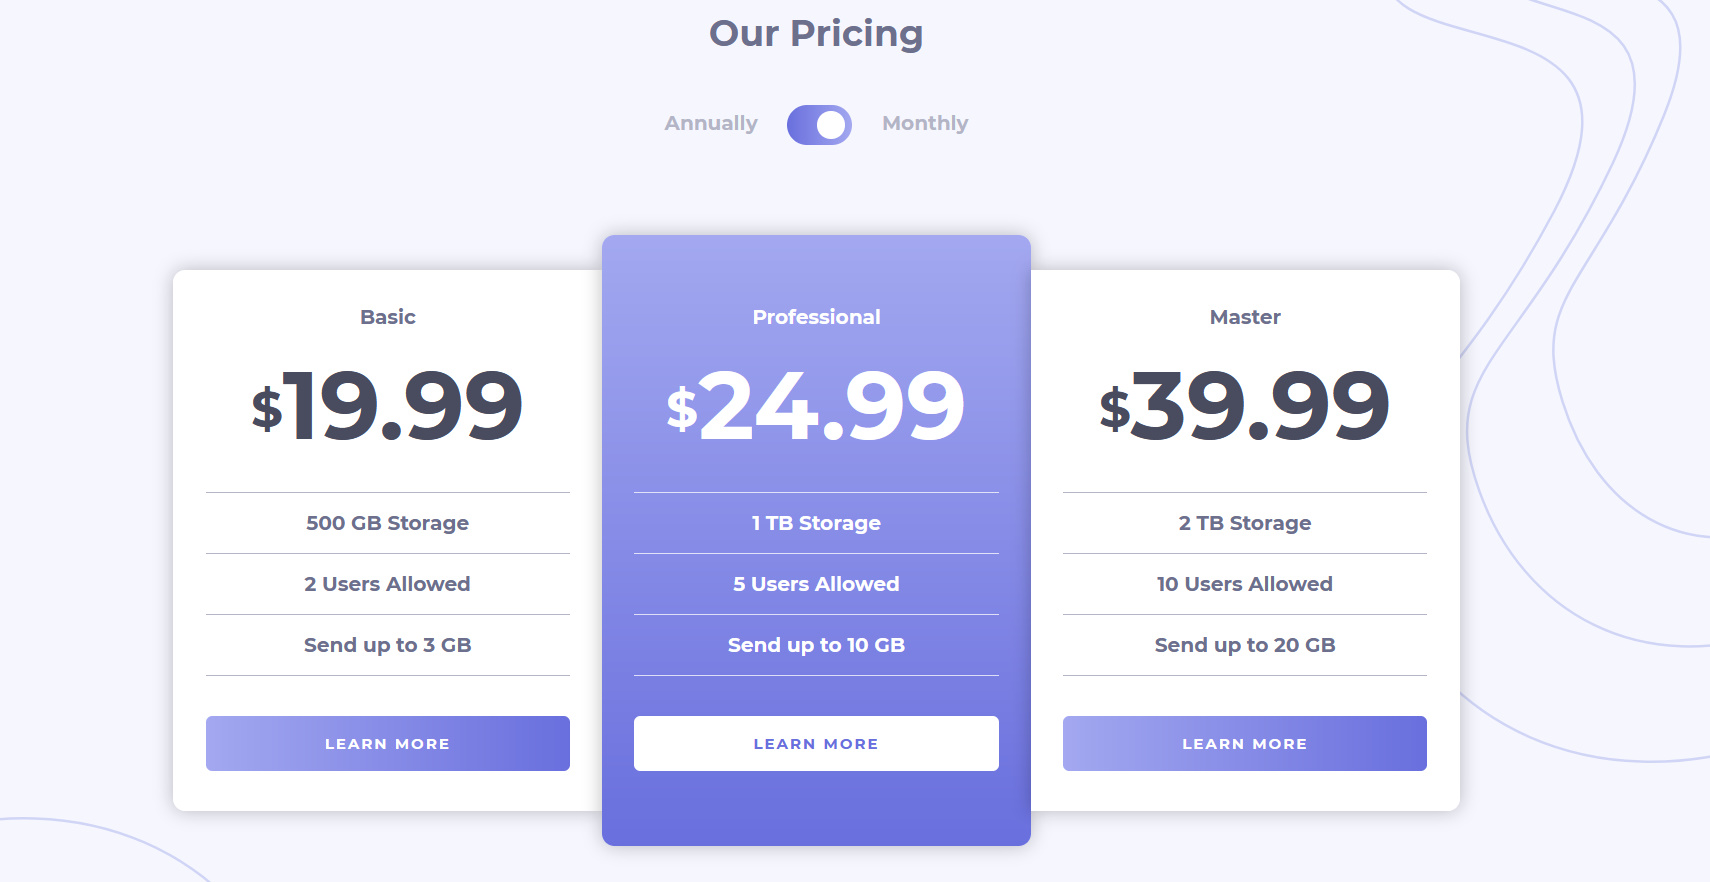 Our Pricing
Annually
Monthly
Basic
$19.99
500 GB Storage
2 Users Allowed
Send up to 3 GB
LEARN MORE
Professional
$24.99
1 TB Storage
5 Users Allowed
Send up to 10 GB
LEARN MORE
Master
$39.99
2 TB Storage
10 Users Allowed
Send up to 20 GB
LEARN MORE